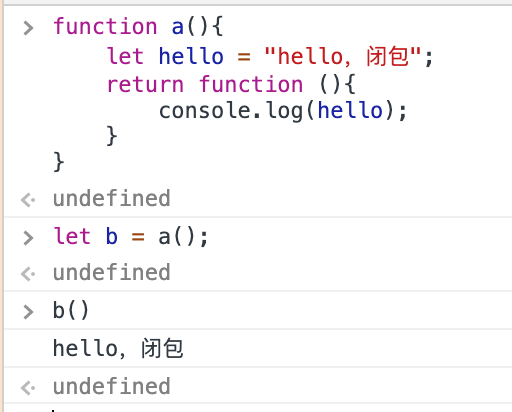 function a(){
let hello = "hello, 闭包";
return function (){
console.log(hello);
}
}
undefined
let b = a();
undefined
b()
hello, 闭包
undefined